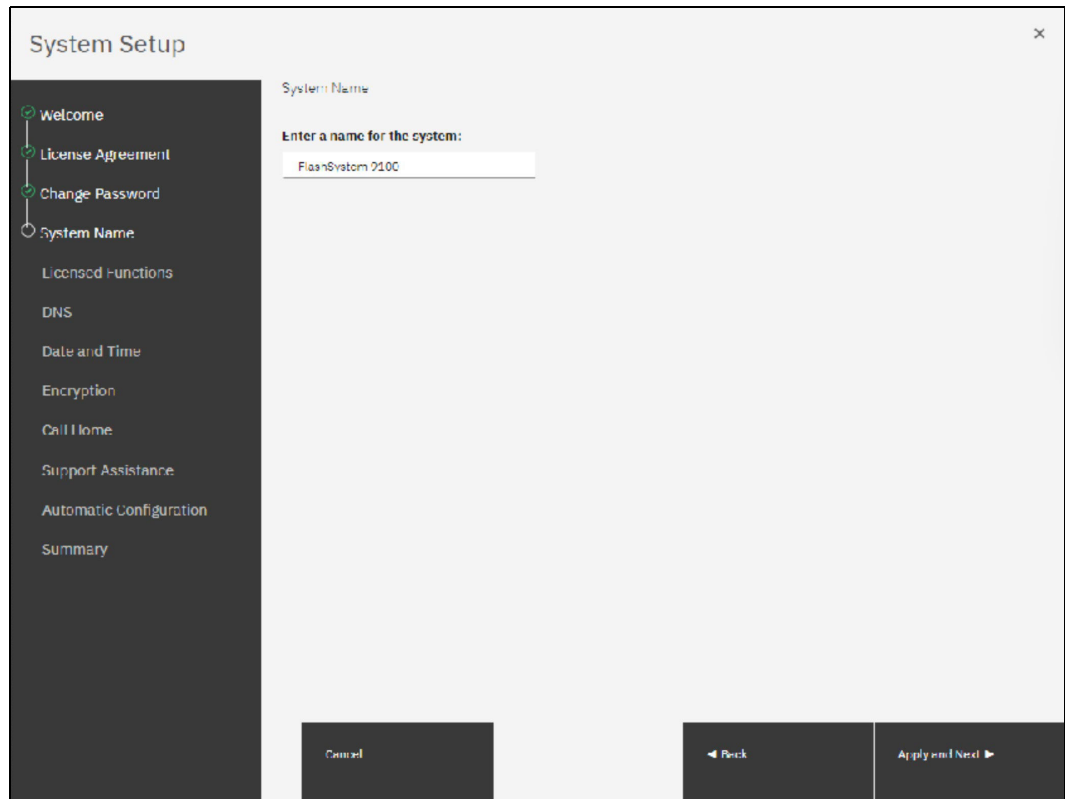 System Setup
×
Welcome
License Agreement
Change Password
System Name
Licensed Functions
DNS
Date and Time
Encryption
Call Home
Support Assistance
Automatic Configuration
Summary
System Name
Enter a name for the system:
FlashSystem 9100
Cancel
◄ Back
Apply and Next ►